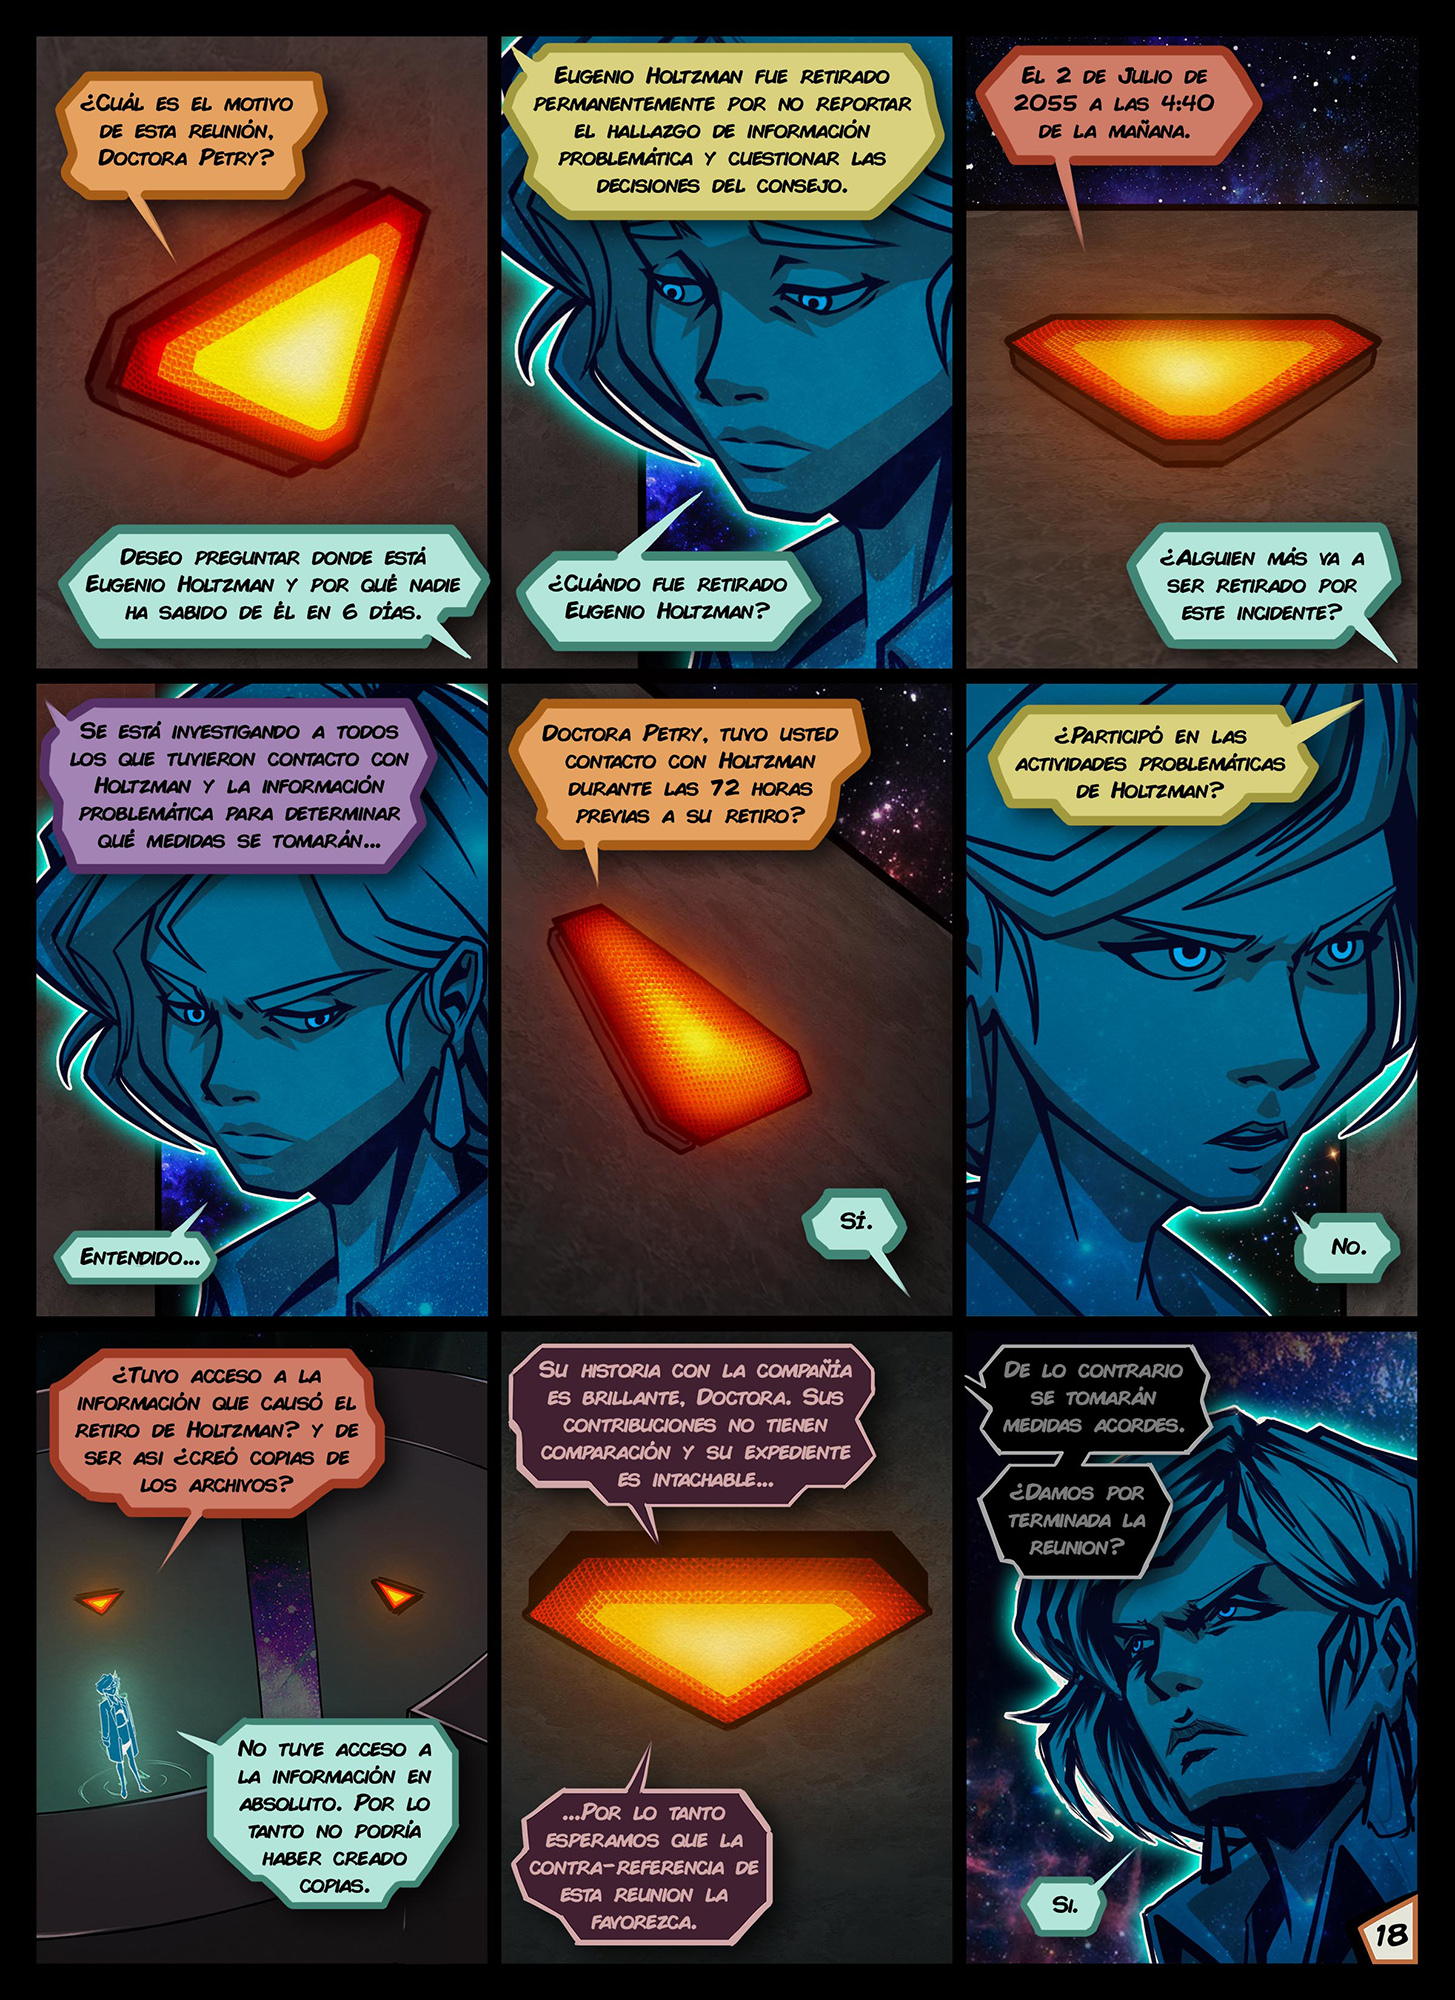 ¿Cuál es el motivo
de esta reunión,
Doctora Petry?
Deseo preguntar donde está
Eugenio Holtzman y por qué nadie
ha sabido de él en 6 días.
Eugenio Holtzman fue retirado
permanentemente por no reportar
el hallazgo de información
problemática y cuestionar las
decisiones del consejo.
¿Cuándo fue retirado
Eugenio Holtzman?
El 2 de Julio de
2055 a las 4:40
de la mañana.
¿Alguien más va a
ser retirado por
este incidente?
Se está investigando a todos
los que tuvieron contacto con
Holtzman y la información
problemática para determinar
qué medidas se tomarán...
Entendido...
Doctora Petry, tuvo usted
contacto con Holtzman
durante las 72 horas
previas a su retiro?
Sí.
¿Participó en las
actividades problemáticas
de Holtzman?
No.
¿Tuvo acceso a la
información que causó el
retiro de Holtzman? y de
ser asi ¿creó copias de
los archivos?
No tuve acceso a
la información en
absoluto. Por lo
tanto no podría
haber creado
copias.
Su historia con la compañía
es brillante, Doctora. Sus
contribuciones no tienen
comparación y su expediente
es intachable...
...Por lo tanto
esperamos que la
contra-referencia de
esta reunion la
favorezca.
De lo contrario
se tomarán
medidas acordes.
¿Damos por
terminada la
reunion?
Si.
18